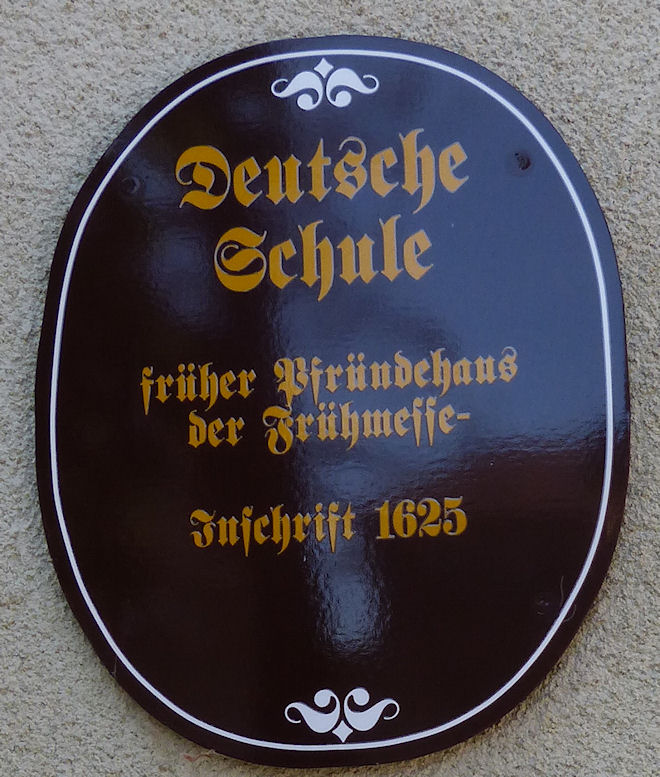 Deutsche
Schule
früher Pfründehaus
der Frühmesse-
Inschrift 1625